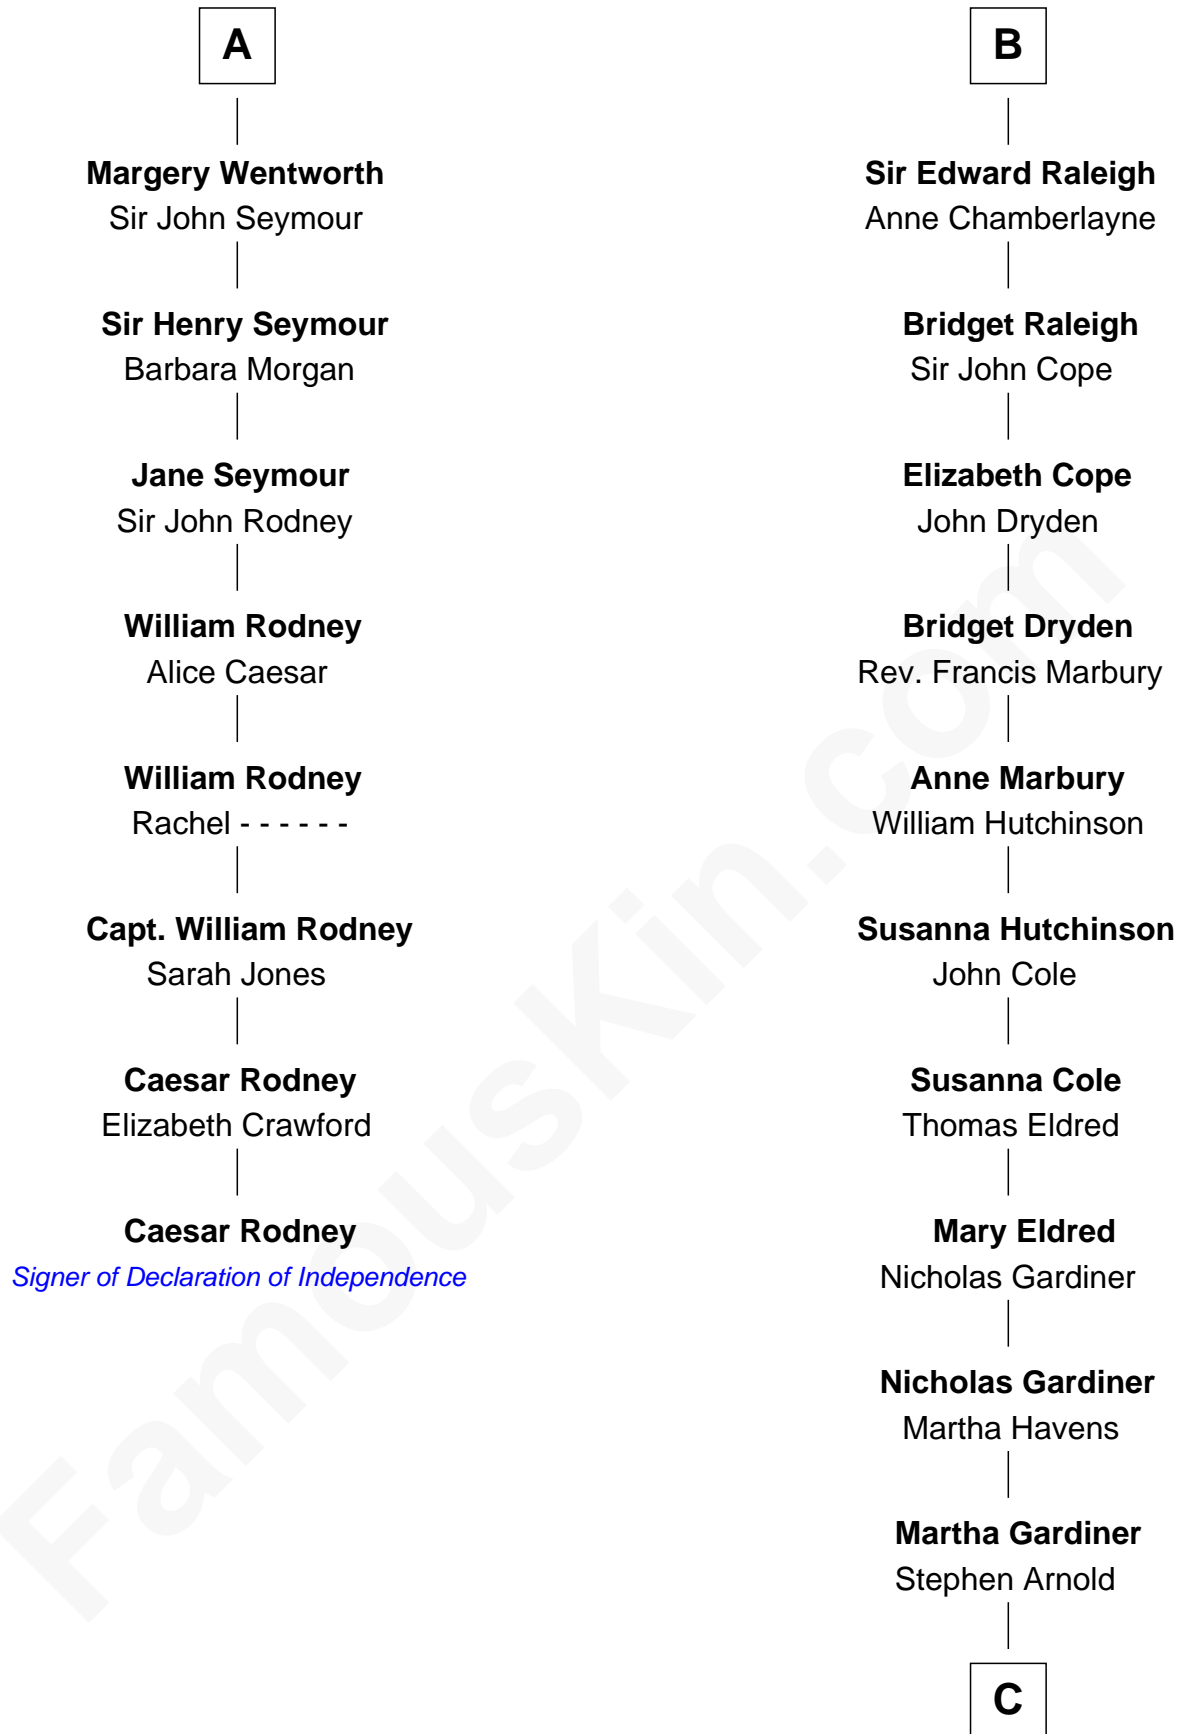 A
Margery Wentworth
Sir John Seymour
Sir Henry Seymour
Barbara Morgan
Jane Seymour
Sir John Rodney
William Rodney
Alice Caesar
William Rodney
Rachel - - - - - -
Capt. William Rodney
Sarah Jones
Caesar Rodney
Elizabeth Crawford
Caesar Rodney
Signer of Declaration of Independence
B
Sir Edward Raleigh
Anne Chamberlayne
Bridget Raleigh
Sir John Cope
Elizabeth Cope
John Dryden
Bridget Dryden
Rev. Francis Marbury
Anne Marbury
William Hutchinson
Susanna Hutchinson
John Cole
Susanna Cole
Thomas Eldred
Mary Eldred
Nicholas Gardiner
Nicholas Gardiner
Martha Havens
Martha Gardiner
Stephen Arnold
C
FamousKin.com